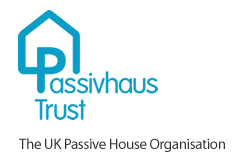 Passivhaus
Trust
The UK Passive House Organisation